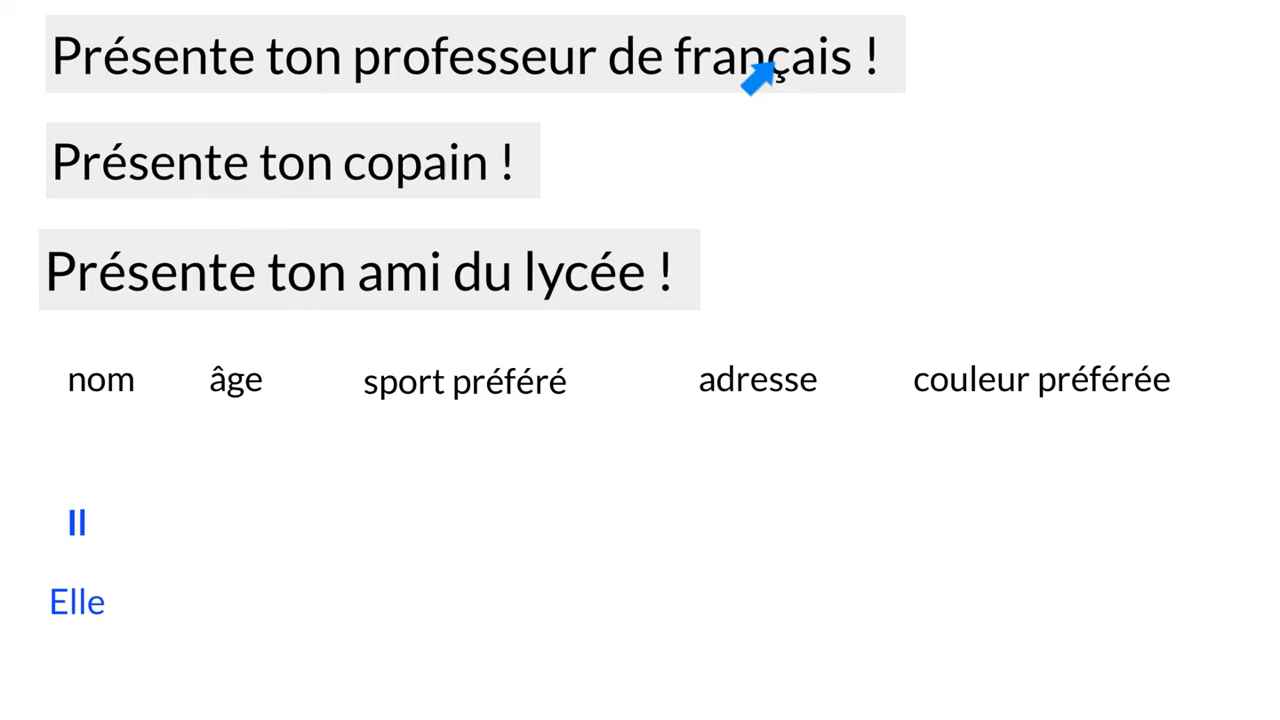 Présente ton professeur de français !
Présente ton copain !
Présente ton ami du lycée !
nom âge sport préféré adresse couleur préférée
Il
Elle